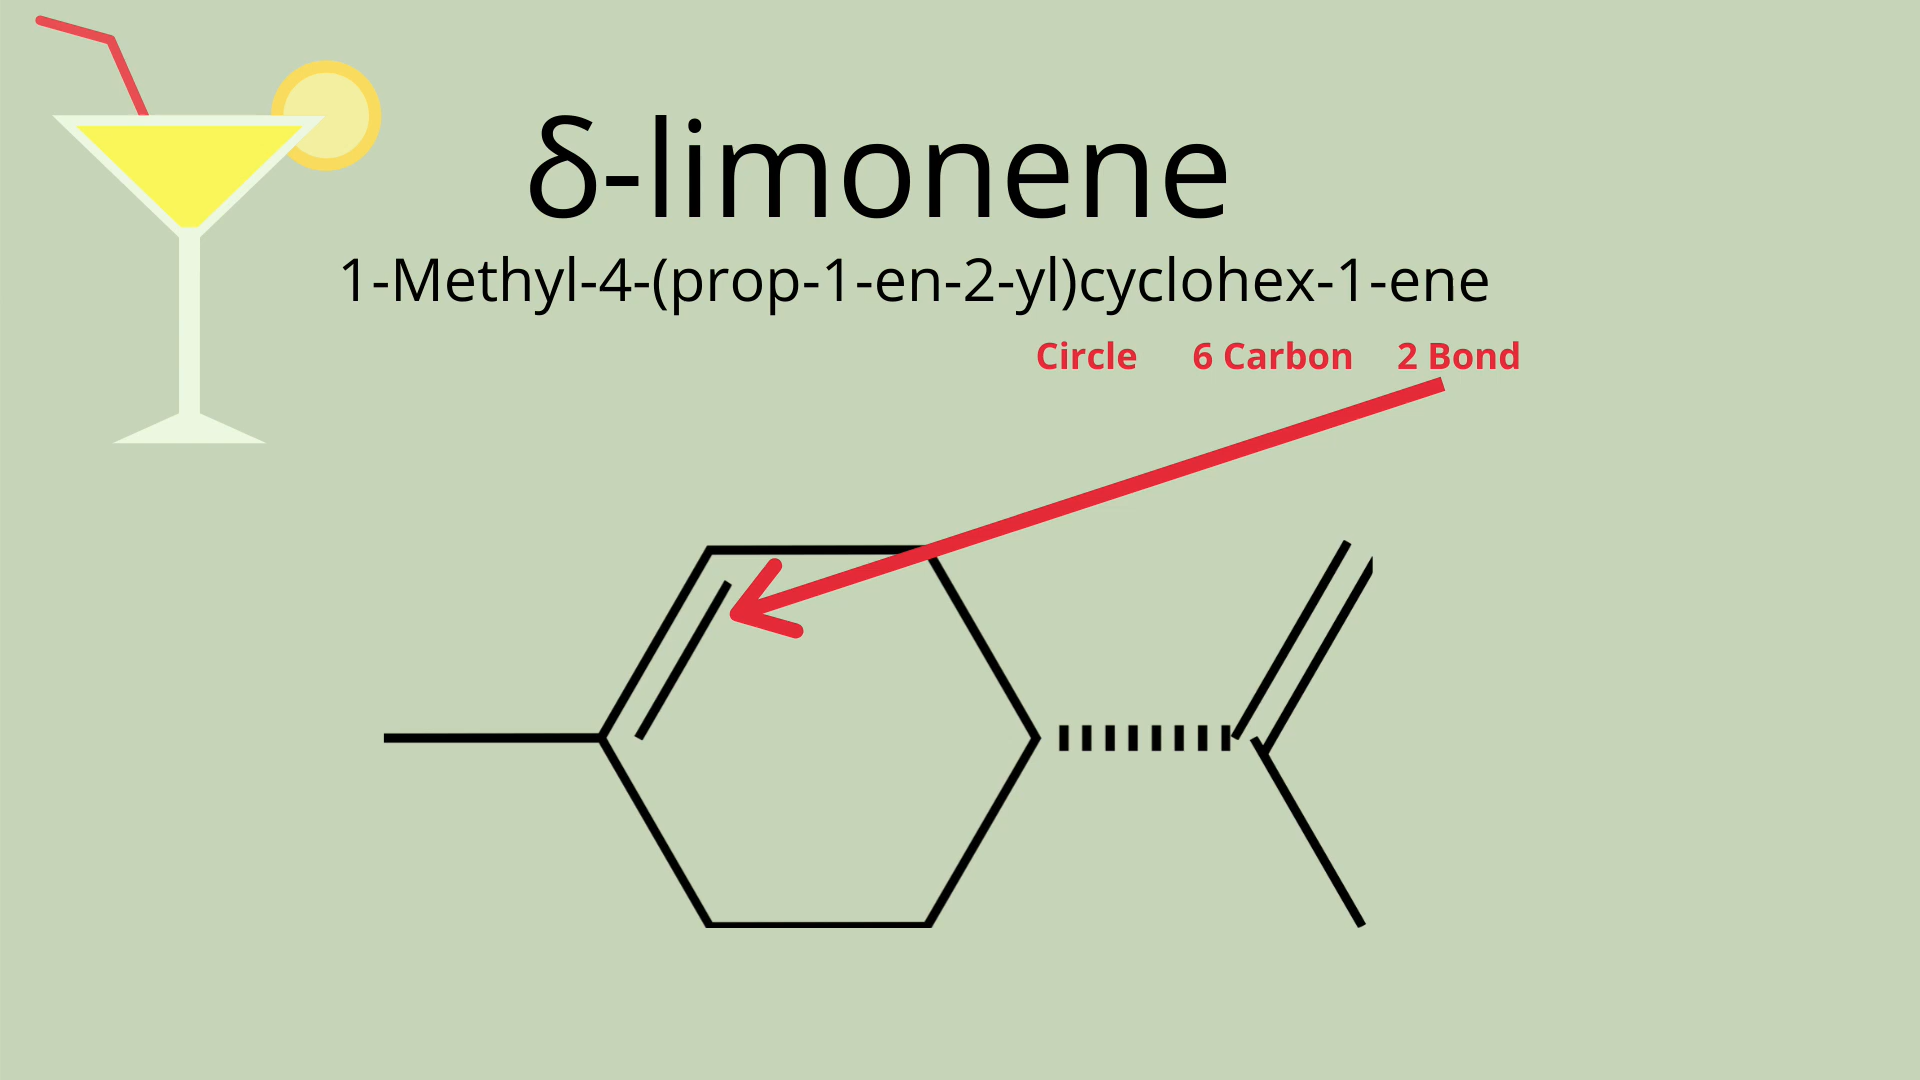 δ-limonene
1-Methyl-4-(prop-1-en-2-yl)cyclohex-1-ene
Circle 6 Carbon 2 Bond